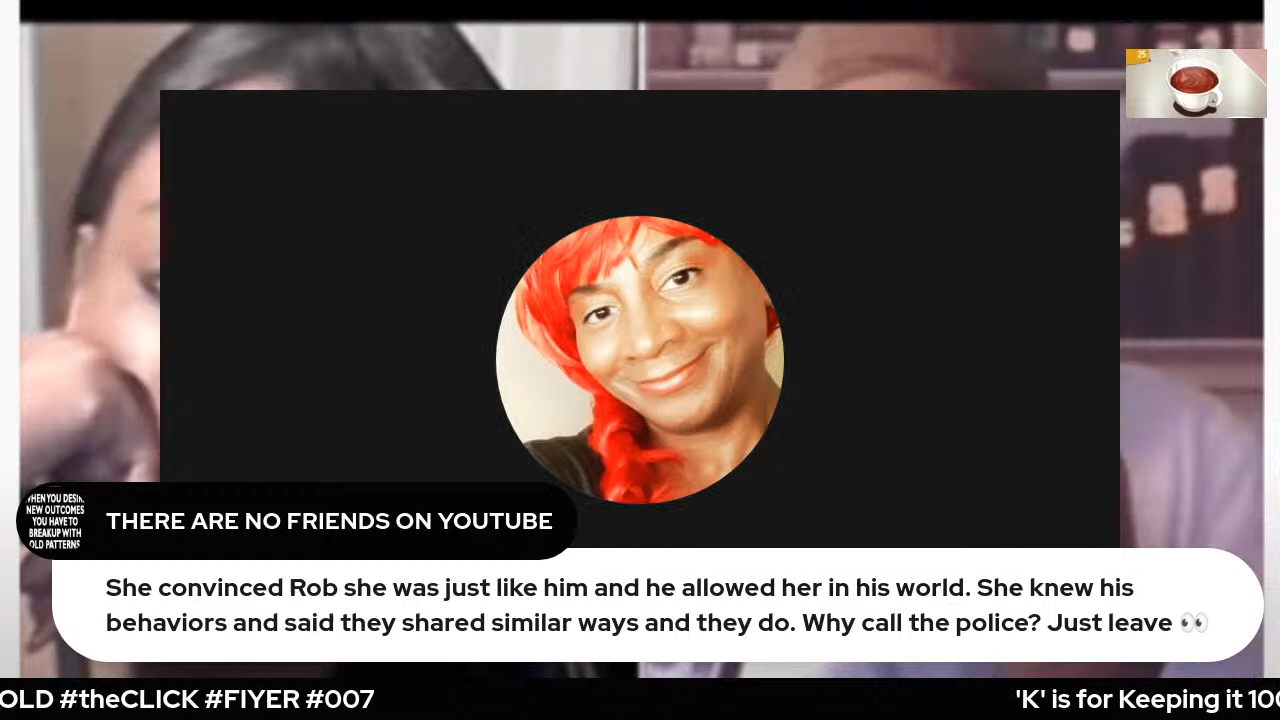 25
WHEN YOU DESIRE
NEW OUTCOMES
YOU HAVE TO
BREAKUP WITH
OLD PATTERNS
THERE ARE NO FRIENDS ON YOUTUBE
She convinced Rob she was just like him and he allowed her in his world. She knew his
behaviors and said they shared similar ways and they do. Why call the police? Just leave 👀
OLD #theCLICK #FIYER #007
'K' is for Keeping it 100